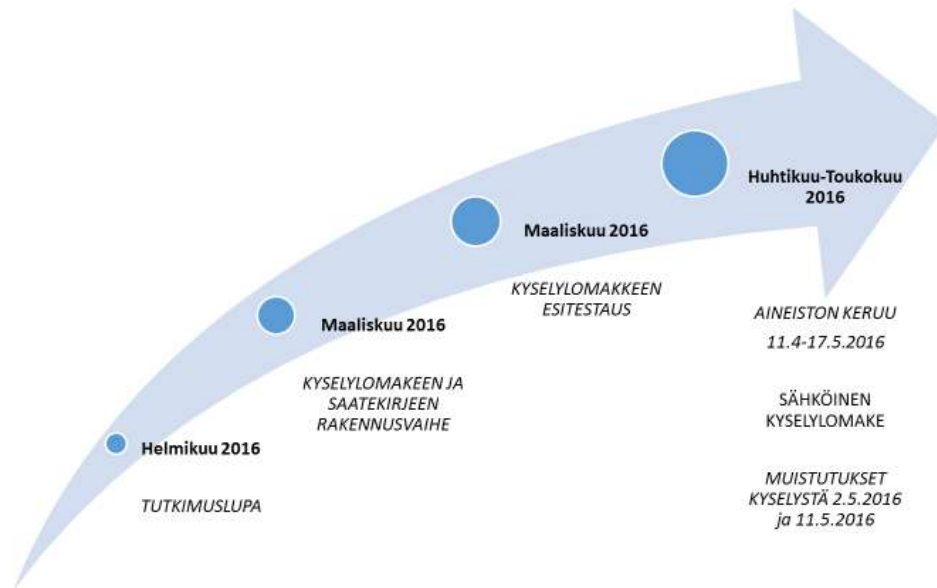 Helmikuu 2016
TUTKIMUSLUPA
Maaliskuu 2016
KYSELYLOMAKEEN JA
SAATEKIRJEEN
RAKENNUSVAIHE
Maaliskuu 2016
KYSELYLOMAKKEEN
ESITESTAUS
Huhtikuu-Toukokuu
2016
AINEISTON KERUU
11.4-17.5.2016
SÄHKÖINEN
KYSELYLOMAKE
MUISTUTUKSET
KYSELYSTÄ 2.5.2016
ja 11.5.2016